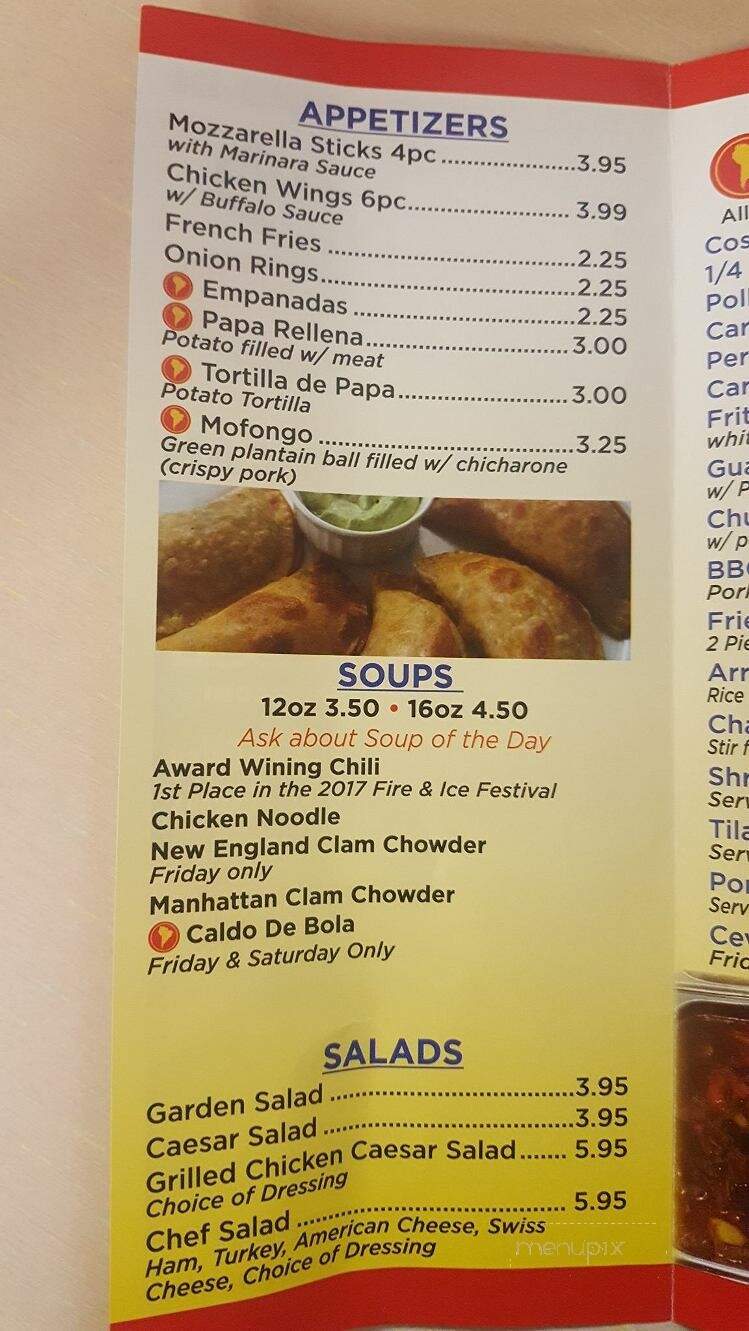 APPETIZERS
Mozzarella Sticks 4pc ....................3.95
with Marinara Sauce
Chicken Wings 6pc........................ 3.99
w/ Buffalo Sauce
French Fries ....................................2.25
Onion Rings.....................................2.25
Empanadas ................................2.25
Papa Rellena.............................. 3.00
Potato filled w/ meat
Tortilla de Papa......................... 3.00
Potato Tortilla
Mofongo .....................................3.25
Green plantain ball filled w/ chicharone
(crispy pork)
SOUPS
12oz 3.50 • 16oz 4.50
Ask about Soup of the Day
Award Wining Chili
1st Place in the 2017 Fire & Ice Festival
Chicken Noodle
New England Clam Chowder
Friday only
Manhattan Clam Chowder
Caldo De Bola
Friday & Saturday Only
SALADS
Garden Salad ...................................3.95
Caesar Salad ....................................3.95
Grilled Chicken Caesar Salad....... 5.95
Choice of Dressing
Chef Salad ....................................... 5.95
Ham, Turkey, American Cheese, Swiss
Cheese, Choice of Dressing
All
1/4
w/
w/
2
Rice
Stir
menupix